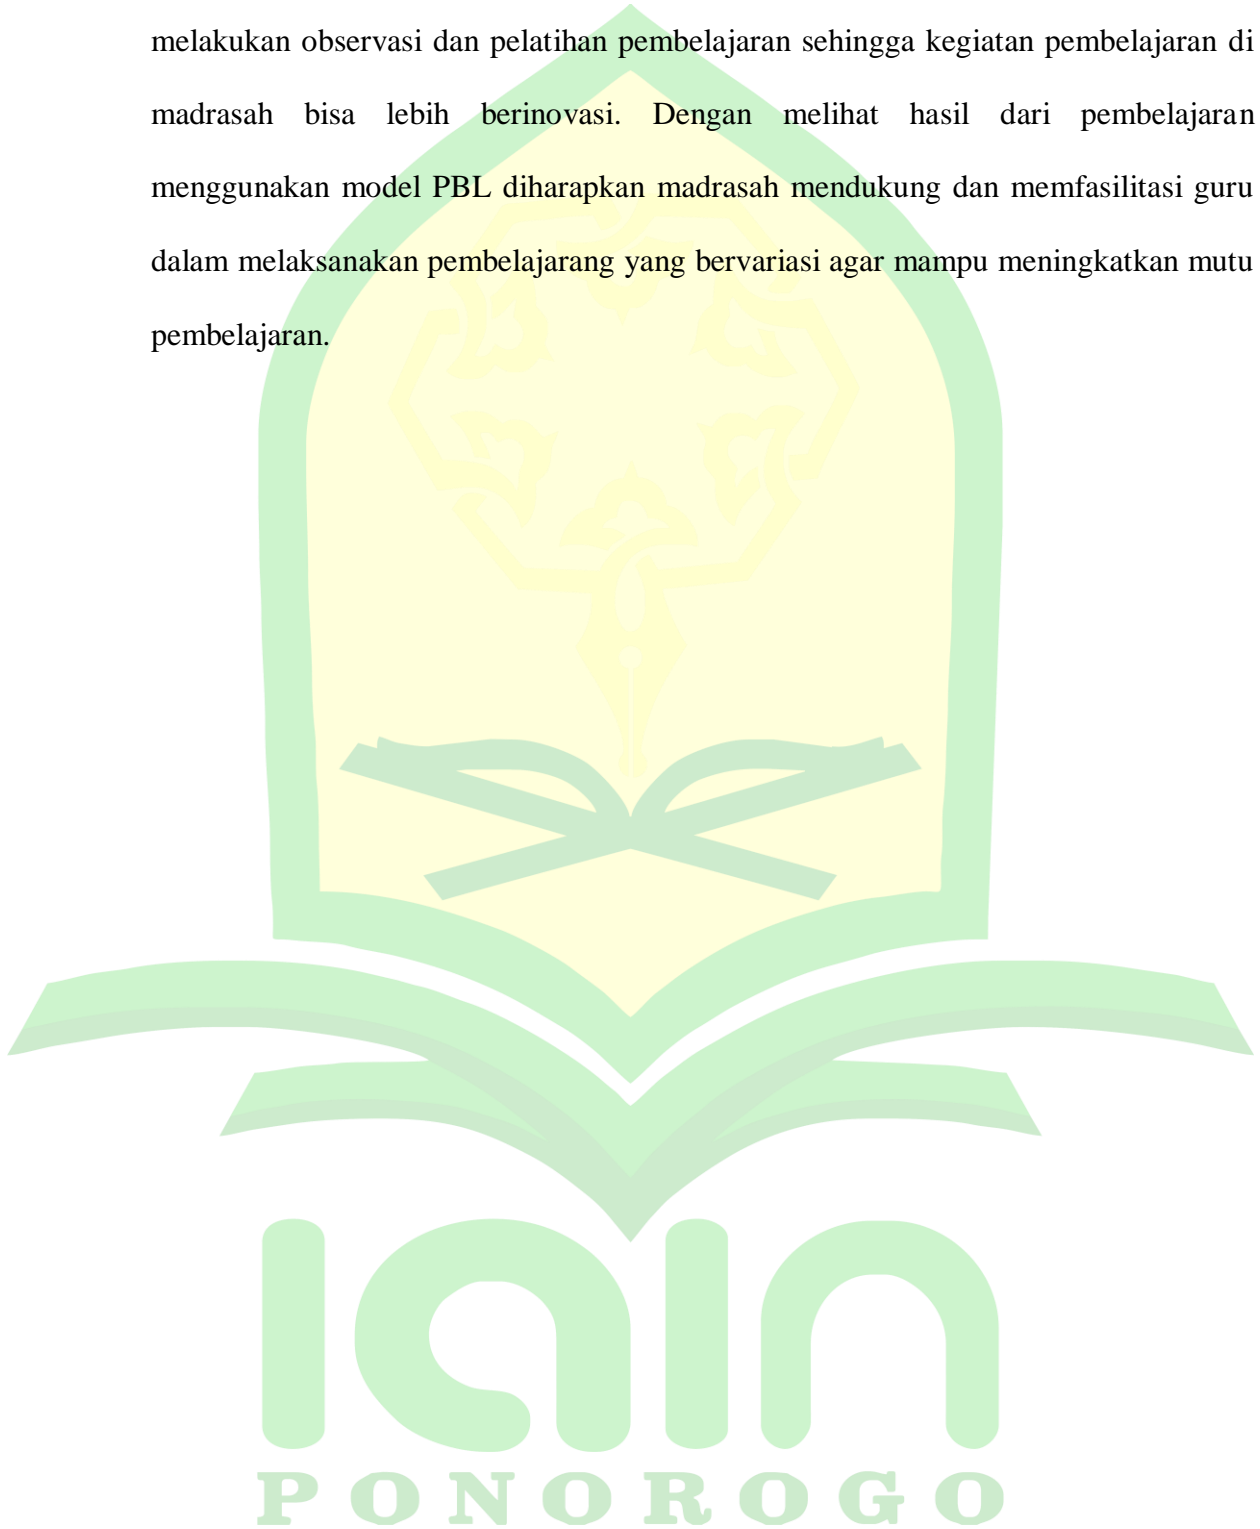 melakukan observasi dan pelatihan pembelajaran sehingga kegiatan pembelajaran di
madrasah bisa lebih berinovasi. Dengan melihat hasil dari pembelajaran
menggunakan model PBL diharapkan madrasah mendukung dan memfasilitasi guru
dalam melaksanakan pembelajarang yang bervariasi agar mampu meningkatkan mutu
pembelajaran.
iain
PONOROGO